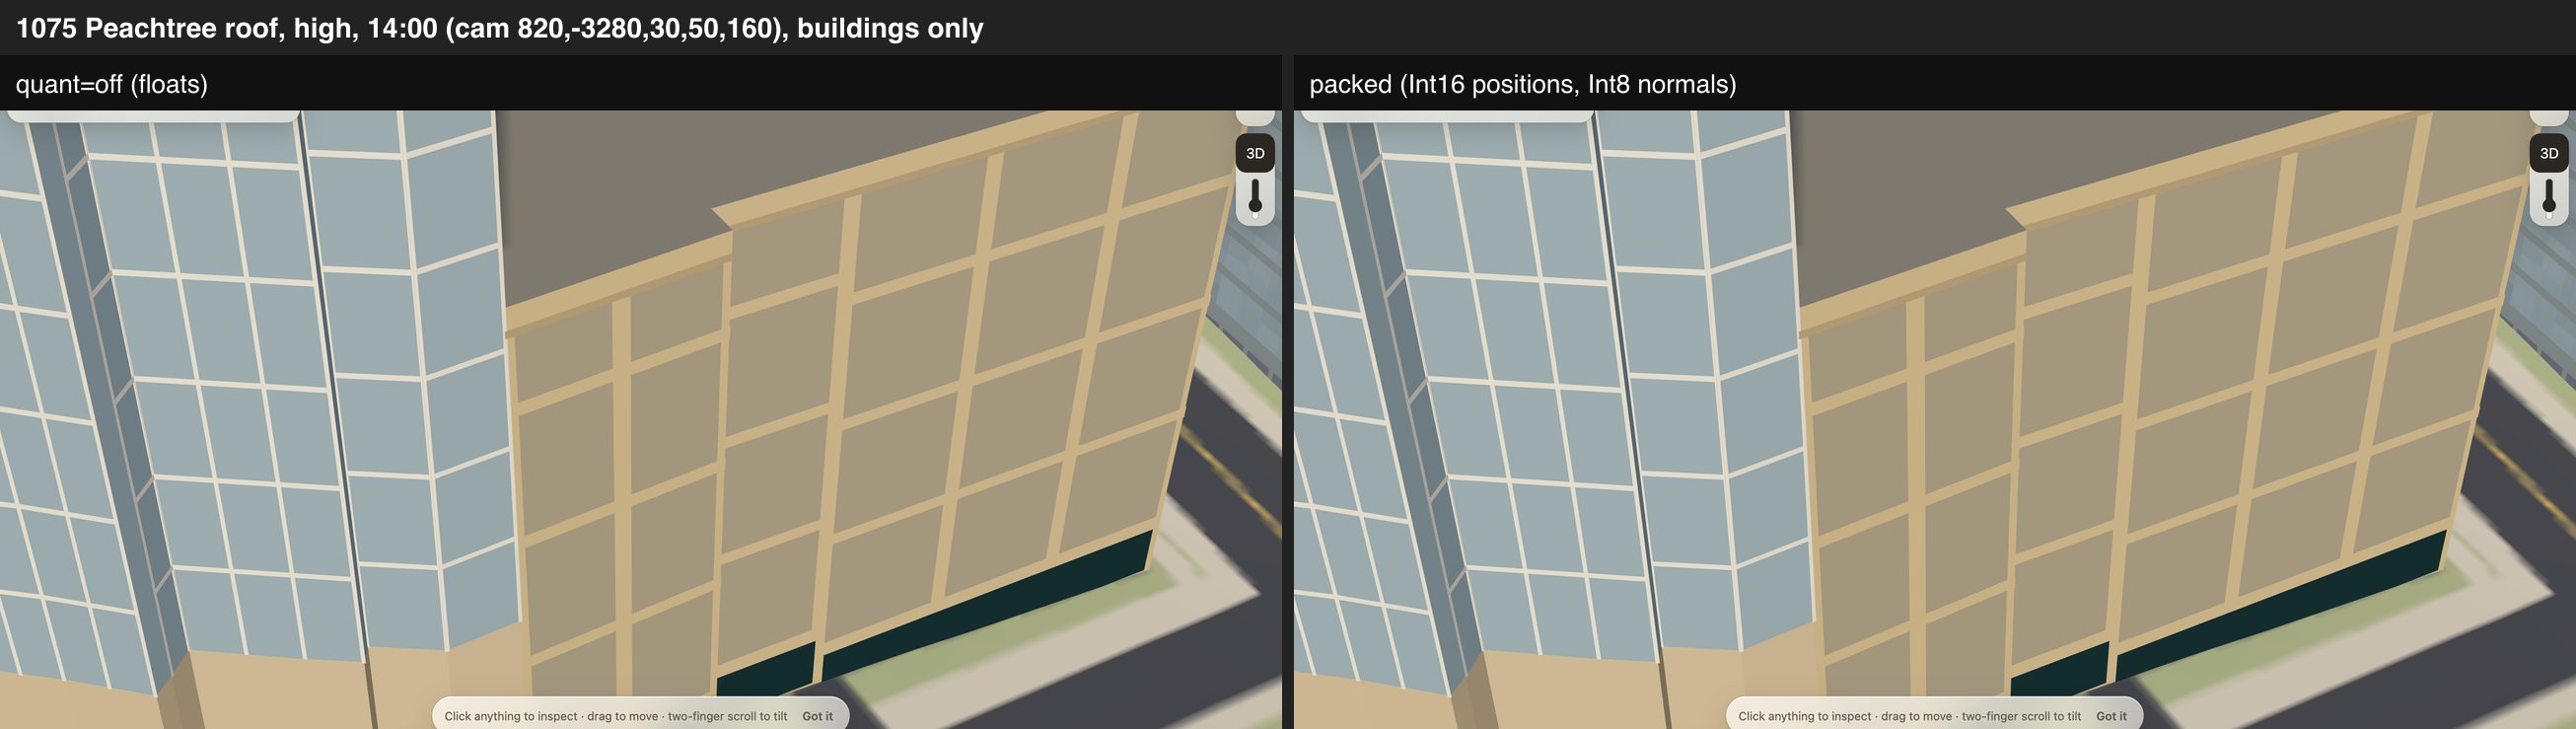 1075 Peachtree roof, high, 14:00 (cam 820,-3280,30,50,160), buildings only
quant=off (floats)
packed (Int16 positions, Int8 normals)
3D
3D
Click anything to inspect · drag to move · two-finger scroll to tilt Got it
Click anything to inspect · drag to move · two-finger scroll to tilt Got it